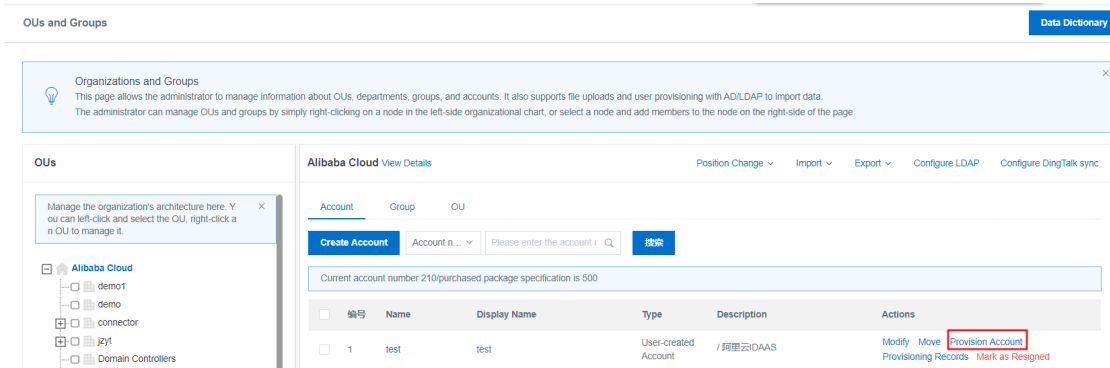 OUs and Groups
Data Dictionary
Organizations and Groups
This page allows the administrator to manage information about OUs, departments, groups, and accounts. It also supports file uploads and user provisioning with AD/LDAP to import data.
The administrator can manage OUs and groups by simply right-clicking on a node in the left-side organizational chart, or select a node and add members to the node on the right-side of the page.
OUs
Manage the organization's architecture here. Y
ou can left-click and select the OU, right-click a
n OU to manage it.
Alibaba Cloud
demo1
demo
connector
jzyt
Domain Controllers
Alibaba Cloud View Details
Position Change Import Export Configure LDAP Configure DingTalk sync
Account Group OU
Create Account Account n... Please enter the account 搜索
Current account number 210/purchased package specification is 500
编号 Name Display Name Type Description Actions
1 test test User-created Account / 阿里云IDAAS Modify Move Provision Account
Provisioning Records Mark as Resigned